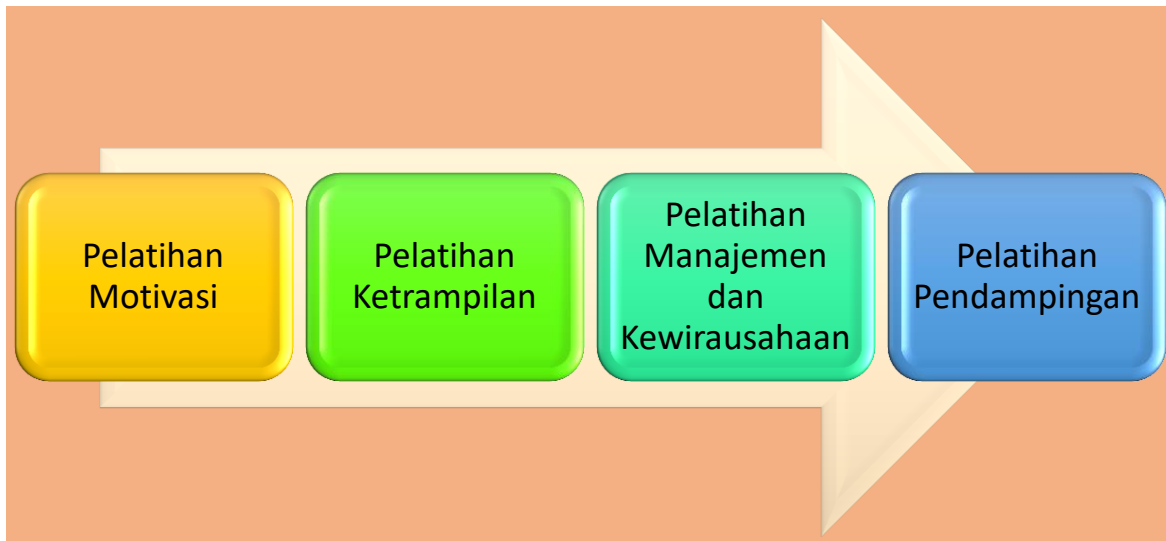 Pelatihan
Motivasi
Pelatihan
Ketrampilan
Pelatihan
Manajemen
dan
Kewirausahaan
Pelatihan
Pendampingan